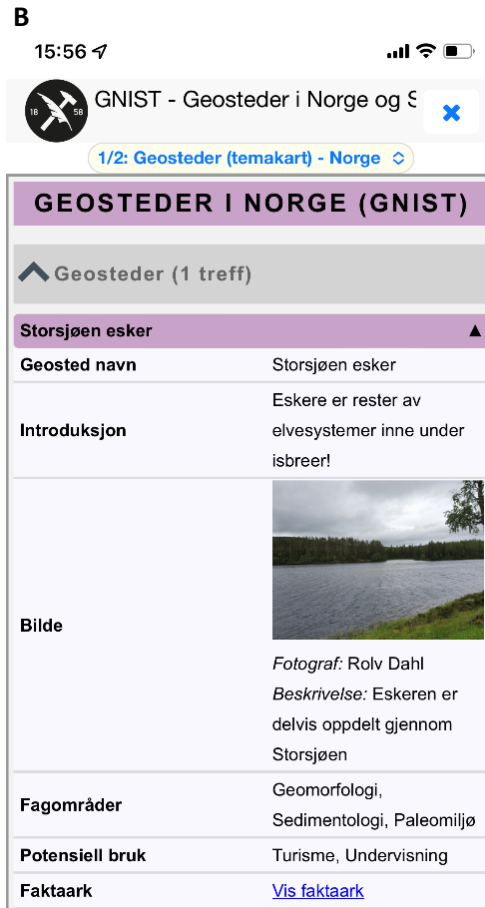 B
15:56
18 58
GNIST - Geosteder i Norge og S
1/2: Geosteder (temakart) - Norge
GEOSTEDER I NORGE (GNIST)
Geosteder (1 treff)
Storsjøen esker
Geosted navn Storsjøen esker
Introduksjon Eskere er rester av
elvesystemer inne under
isbreer!
Bilde
Fotograf: Rolv Dahl
Beskrivelse: Eskeren er
delvis oppdelt gjennom
Storsjøen
Fagområder Geomorfologi,
Sedimentologi, Paleomiljø
Potensiell bruk Turisme, Undervisning
Faktaark Vis faktaark